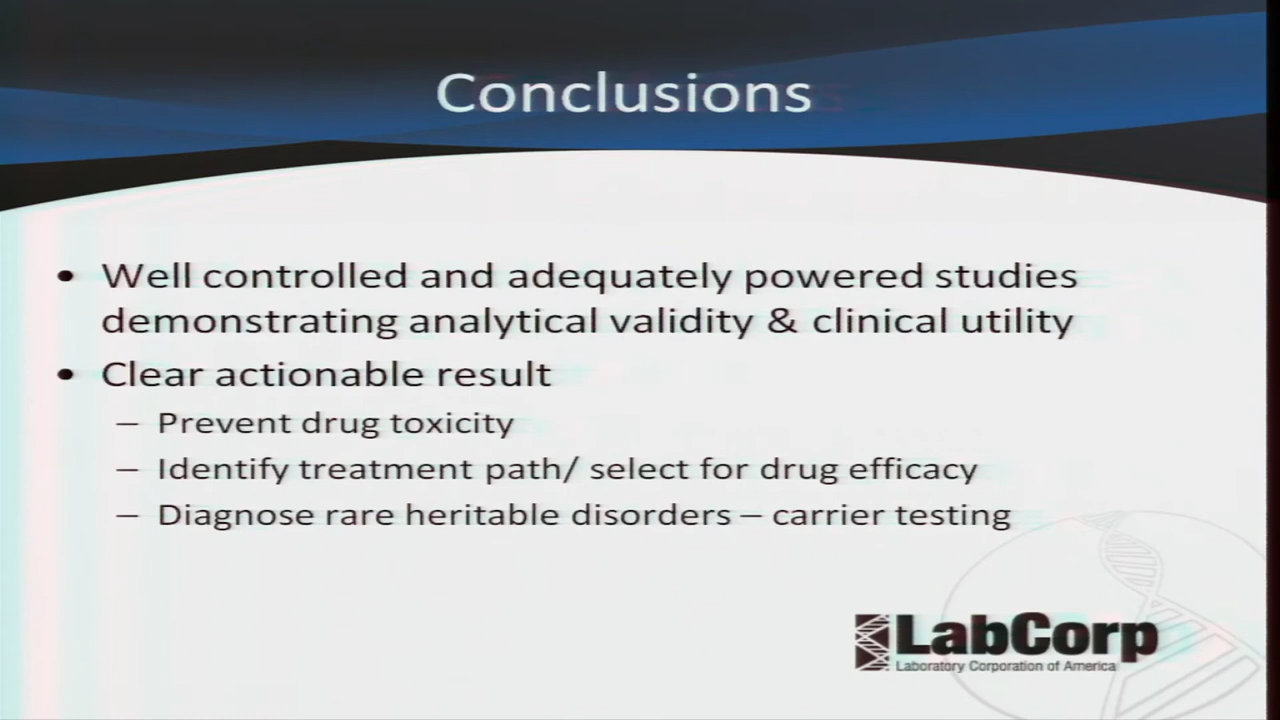 Conclusions
• Well controlled and adequately powered studies
demonstrating analytical validity & clinical utility
• Clear actionable result
– Prevent drug toxicity
– Identify treatment path/ select for drug efficacy
– Diagnose rare heritable disorders – carrier testing
LabCorp
Laboratory Corporation of America